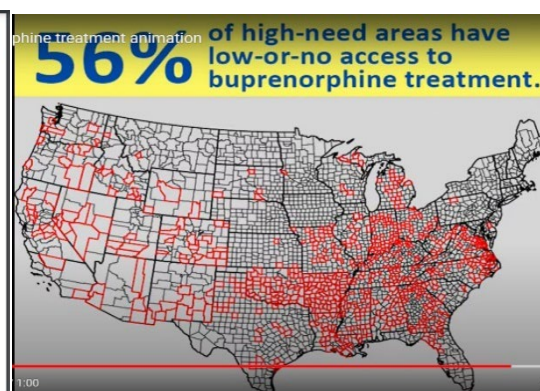 phine treatment animation
56% of high-need areas have
low-or-no access to
buprenorphine treatment.
1:00